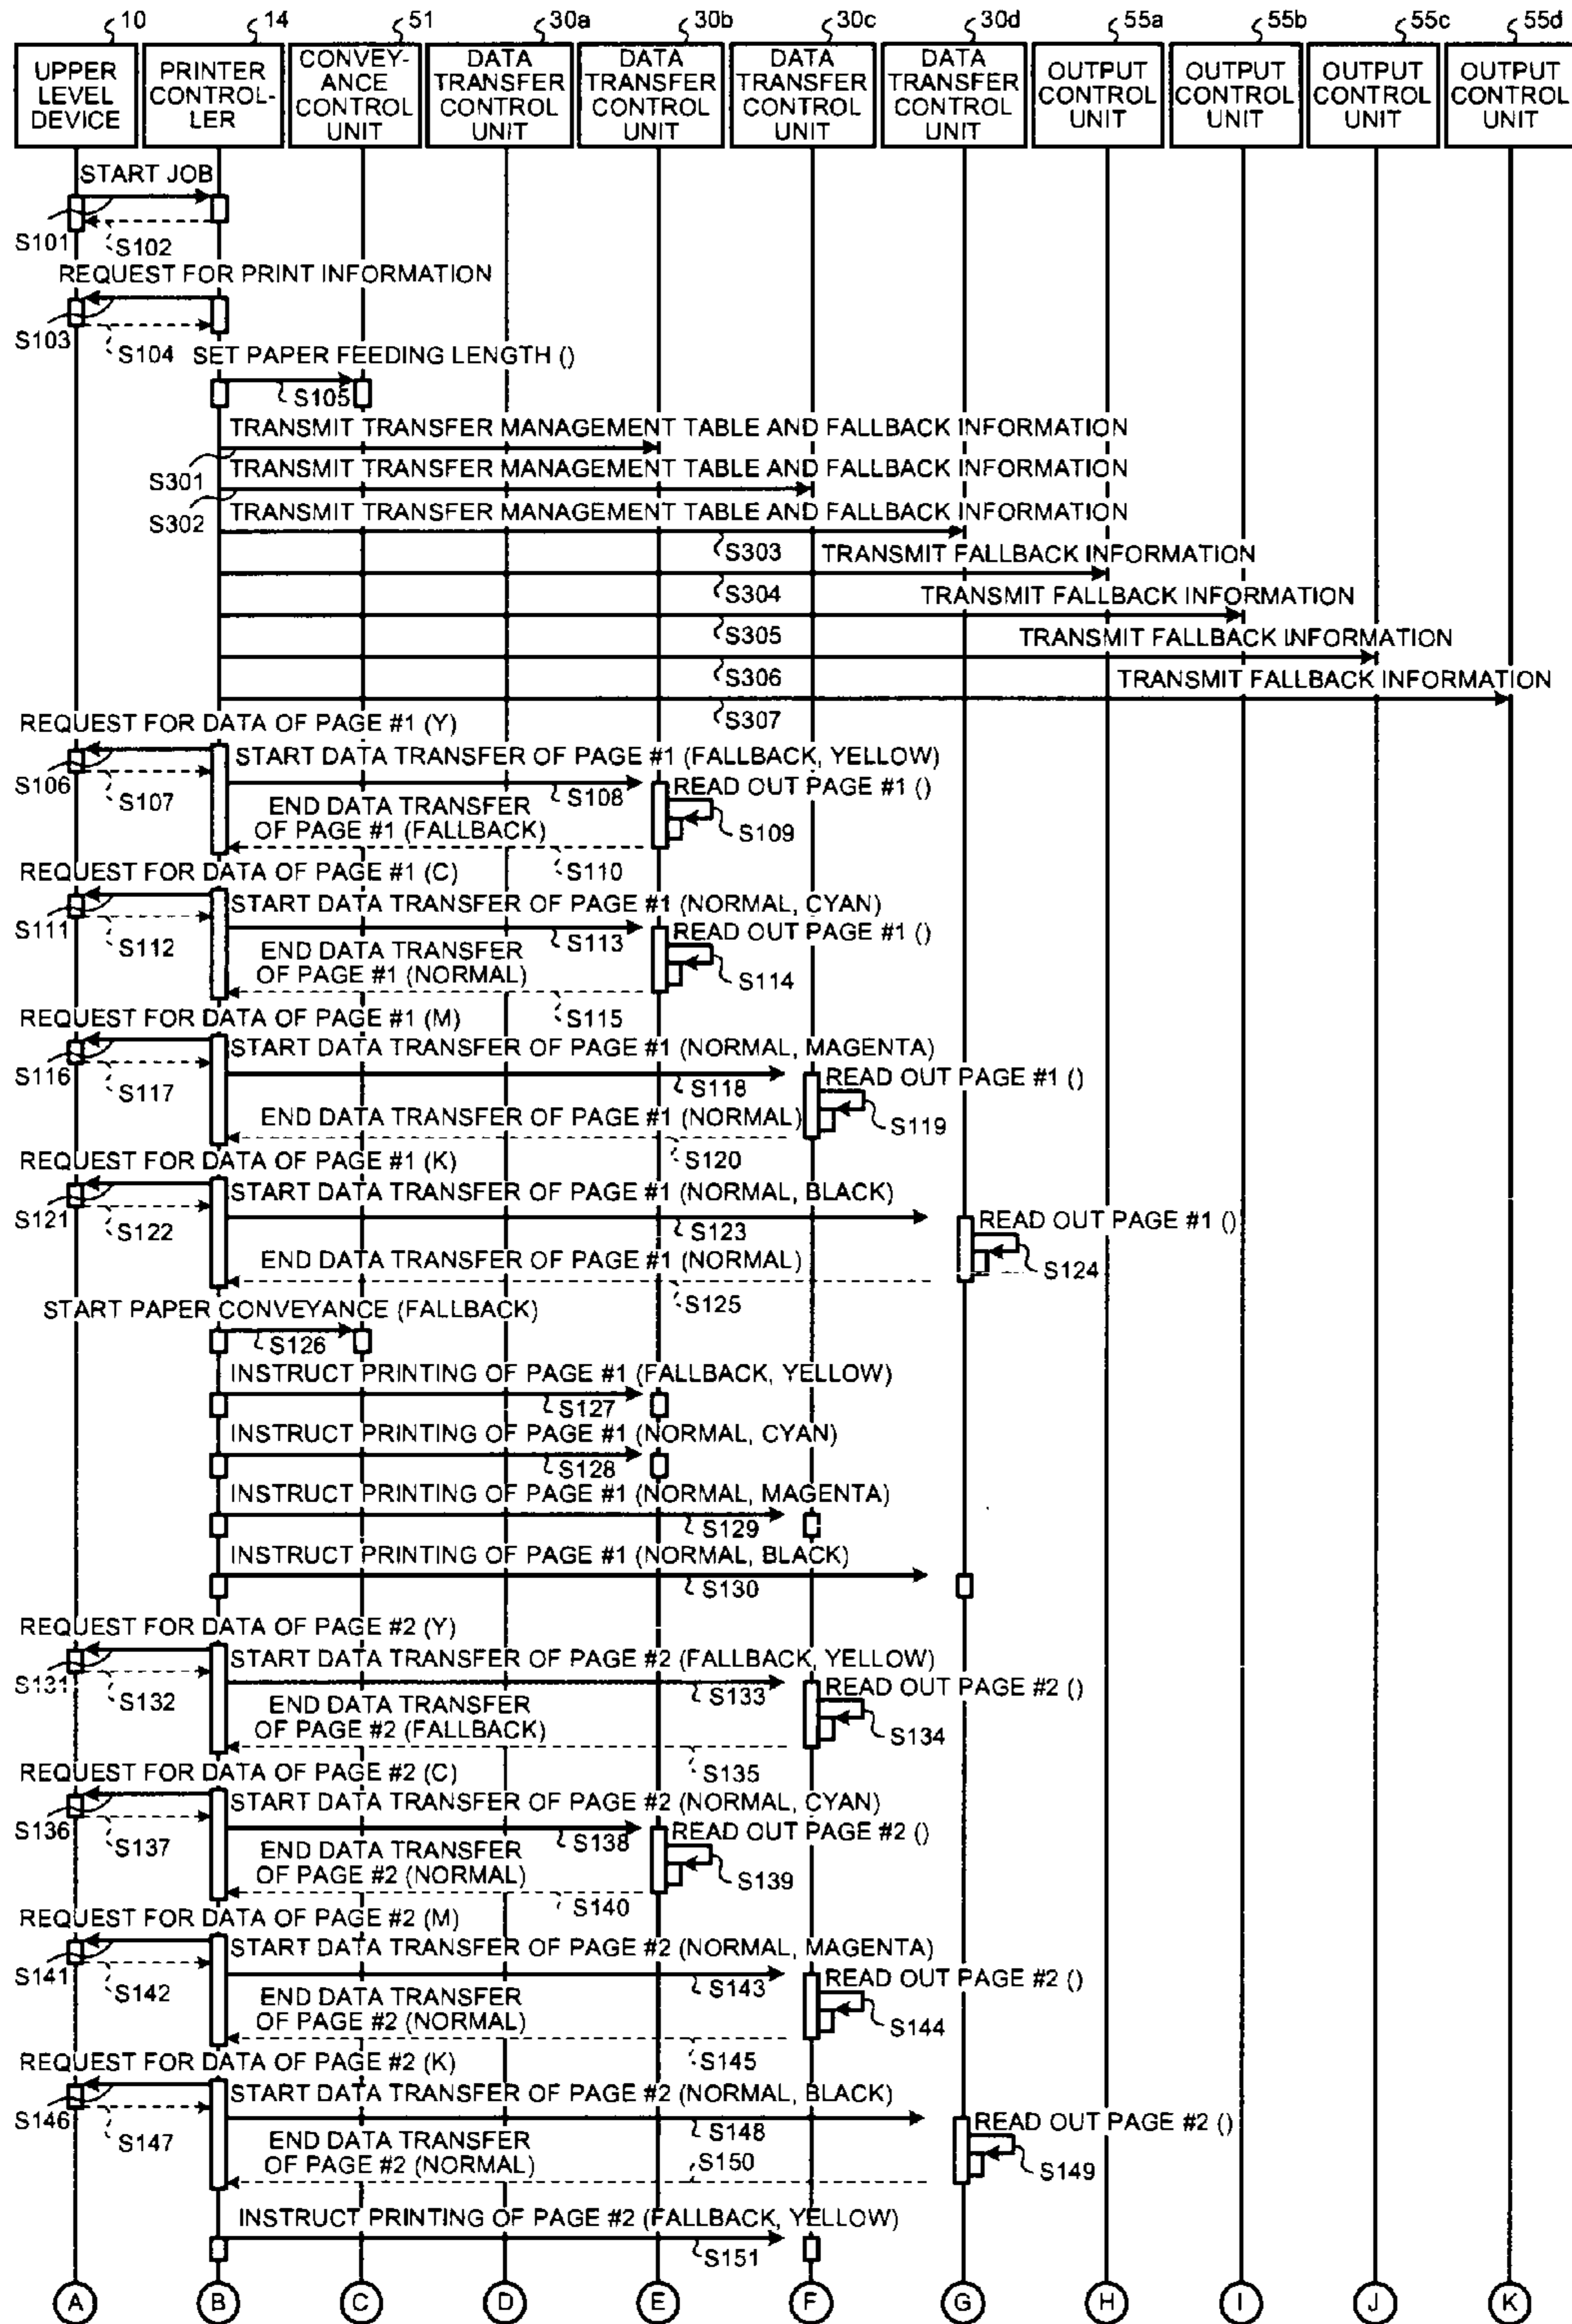 10 14 51 30a 30b 30c 30d 55a 55b 55c 55d
UPPER LEVEL DEVICE
PRINTER CONTROL-LER
CONVEY-ANCE CONTROL UNIT
DATA TRANSFER CONTROL UNIT
DATA TRANSFER CONTROL UNIT
DATA TRANSFER CONTROL UNIT
DATA TRANSFER CONTROL UNIT
OUTPUT CONTROL UNIT
OUTPUT CONTROL UNIT
OUTPUT CONTROL UNIT
OUTPUT CONTROL UNIT
START JOB
S101 S102
REQUEST FOR PRINT INFORMATION
S103 S104
SET PAPER FEEDING LENGTH ()
S105
TRANSMIT TRANSFER MANAGEMENT TABLE AND FALLBACK INFORMATION
S301
TRANSMIT TRANSFER MANAGEMENT TABLE AND FALLBACK INFORMATION
S302
TRANSMIT TRANSFER MANAGEMENT TABLE AND FALLBACK INFORMATION
S303
TRANSMIT FALLBACK INFORMATION
S304
TRANSMIT FALLBACK INFORMATION
S305
TRANSMIT FALLBACK INFORMATION
S306
TRANSMIT FALLBACK INFORMATION
S307
REQUEST FOR DATA OF PAGE #1 (Y)
START DATA TRANSFER OF PAGE #1 (FALLBACK, YELLOW)
S106 S107 S108
READ OUT PAGE #1 ()
S109
END DATA TRANSFER
OF PAGE #1 (FALLBACK)
S110
REQUEST FOR DATA OF PAGE #1 (C)
START DATA TRANSFER OF PAGE #1 (NORMAL, CYAN)
S111 S112 S113
READ OUT PAGE #1 ()
S114
END DATA TRANSFER
OF PAGE #1 (NORMAL)
S115
REQUEST FOR DATA OF PAGE #1 (M)
START DATA TRANSFER OF PAGE #1 (NORMAL, MAGENTA)
S116 S117 S118
READ OUT PAGE #1 ()
S119
END DATA TRANSFER OF PAGE #1 (NORMAL)
S120
REQUEST FOR DATA OF PAGE #1 (K)
START DATA TRANSFER OF PAGE #1 (NORMAL, BLACK)
S121 S122 S123
READ OUT PAGE #1 ()
S124
END DATA TRANSFER OF PAGE #1 (NORMAL)
S125
START PAPER CONVEYANCE (FALLBACK)
S126
INSTRUCT PRINTING OF PAGE #1 (FALLBACK, YELLOW)
S127
INSTRUCT PRINTING OF PAGE #1 (NORMAL, CYAN)
S128
INSTRUCT PRINTING OF PAGE #1 (NORMAL, MAGENTA)
S129
INSTRUCT PRINTING OF PAGE #1 (NORMAL, BLACK)
S130
REQUEST FOR DATA OF PAGE #2 (Y)
START DATA TRANSFER OF PAGE #2 (FALLBACK, YELLOW)
S131 S132 S133
READ OUT PAGE #2 ()
S134
END DATA TRANSFER
OF PAGE #2 (FALLBACK)
S135
REQUEST FOR DATA OF PAGE #2 (C)
START DATA TRANSFER OF PAGE #2 (NORMAL, CYAN)
S136 S137 S138
READ OUT PAGE #2 ()
S139
END DATA TRANSFER
OF PAGE #2 (NORMAL)
S140
REQUEST FOR DATA OF PAGE #2 (M)
START DATA TRANSFER OF PAGE #2 (NORMAL, MAGENTA)
S141 S142 S143
READ OUT PAGE #2 ()
S144
END DATA TRANSFER
OF PAGE #2 (NORMAL)
S145
REQUEST FOR DATA OF PAGE #2 (K)
START DATA TRANSFER OF PAGE #2 (NORMAL, BLACK)
S146 S147 S148
READ OUT PAGE #2 ()
S149
END DATA TRANSFER
OF PAGE #2 (NORMAL)
S150
INSTRUCT PRINTING OF PAGE #2 (FALLBACK, YELLOW)
S151
A B C D E F G H I J K